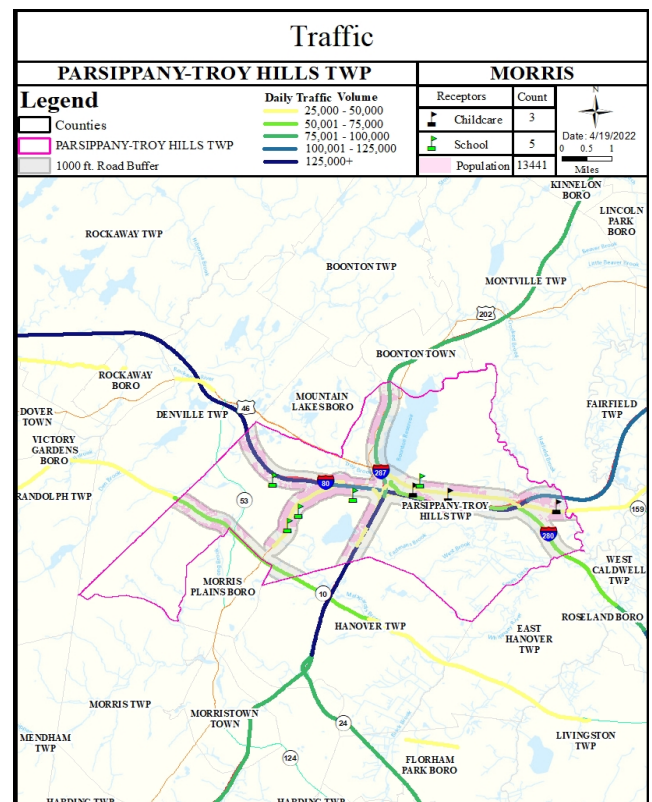 Traffic
PARSIPPANY-TROY HILLS TWP
MORRIS
Legend
Counties
PARSIPPANY-TROY HILLS TWP
1000 ft. Road Buffer
Daily Traffic Volume
25,000 - 50,000
50,001 - 75,000
75,001 - 100,000
100,001 - 125,000
125,000+
Receptors Count
Childcare 3
School 5
Population 13441
N
Date: 4/19/2022
0 0.5 1
Miles
KINNELON
BORO
LINCOLN
PARK
BORO
ROCKAWAY TWP
BOONTON TWP
MONTVILLE TWP
202
BOONTON TOWN
ROCKAWAY
BORO
MOUNTAIN
LAKES BORO
46
DENVILLE TWP
FAIRFIELD
TWP
DOVER
TOWN
VICTORY
GARDENS
BORO
287
80
RANDOLPH TWP
53
PARSIPPANY-TROY
HILLS TWP
159
280
WEST
CALDWELL
TWP
MORRIS
PLAINS BORO
10
HANOVER TWP
ROSELAND BORO
EAST
HANOVER
TWP
MORRIS TWP
MORRISTOWN
TOWN
24
MENDHAM
TWP
LIVINGSTON
TWP
124
FLORHAM
PARK BORO
HARDING TWP
HARDING TWP